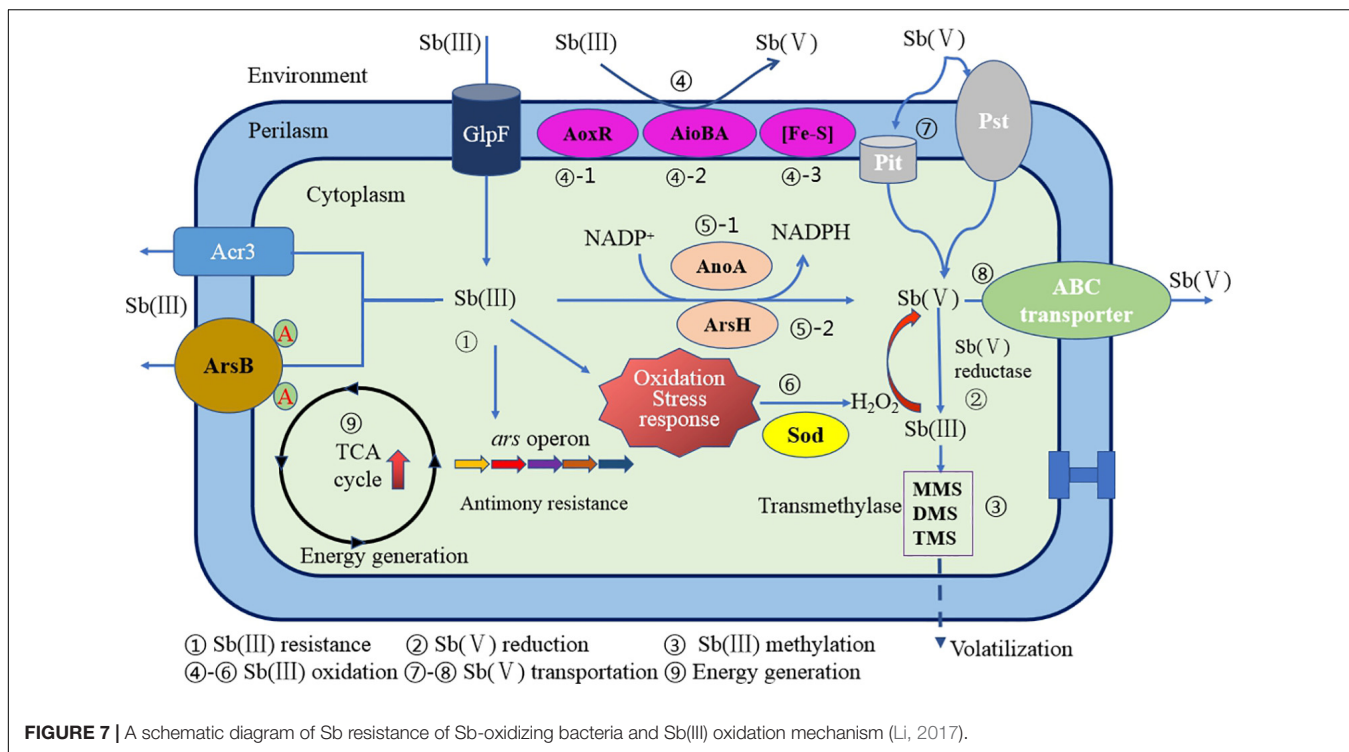 Sb(III)
Sb(III)
Sb(V)
Sb(V)
Environment
④
Perilasm
GlpF
AoxR
AioBA
[Fe-S]
⑦
Pst
Pit
④-1
④-2
④-3
Cytoplasm
NADP+
⑤-1
NADPH
Acr3
AnoA
Sb(III)
Sb(III)
ArsH
⑤-2
Sb(V)
⑧
ABC
transporter
Sb(V)
①
A
ArsB
A
Oxidation
Stress
response
⑥
Sod
H2O2
Sb(V)
reductase
②
Sb(III)
⑨
TCA
cycle
ars operon
Antimony resistance
Energy generation
Transmethylase
MMS
DMS
TMS
③
Volatilization
① Sb(III) resistance ② Sb(V) reduction ③ Sb(III) methylation
④-⑥ Sb(III) oxidation ⑦-⑧ Sb(V) transportation ⑨ Energy generation
FIGURE 7 | A schematic diagram of Sb resistance of Sb-oxidizing bacteria and Sb(III) oxidation mechanism (Li, 2017).